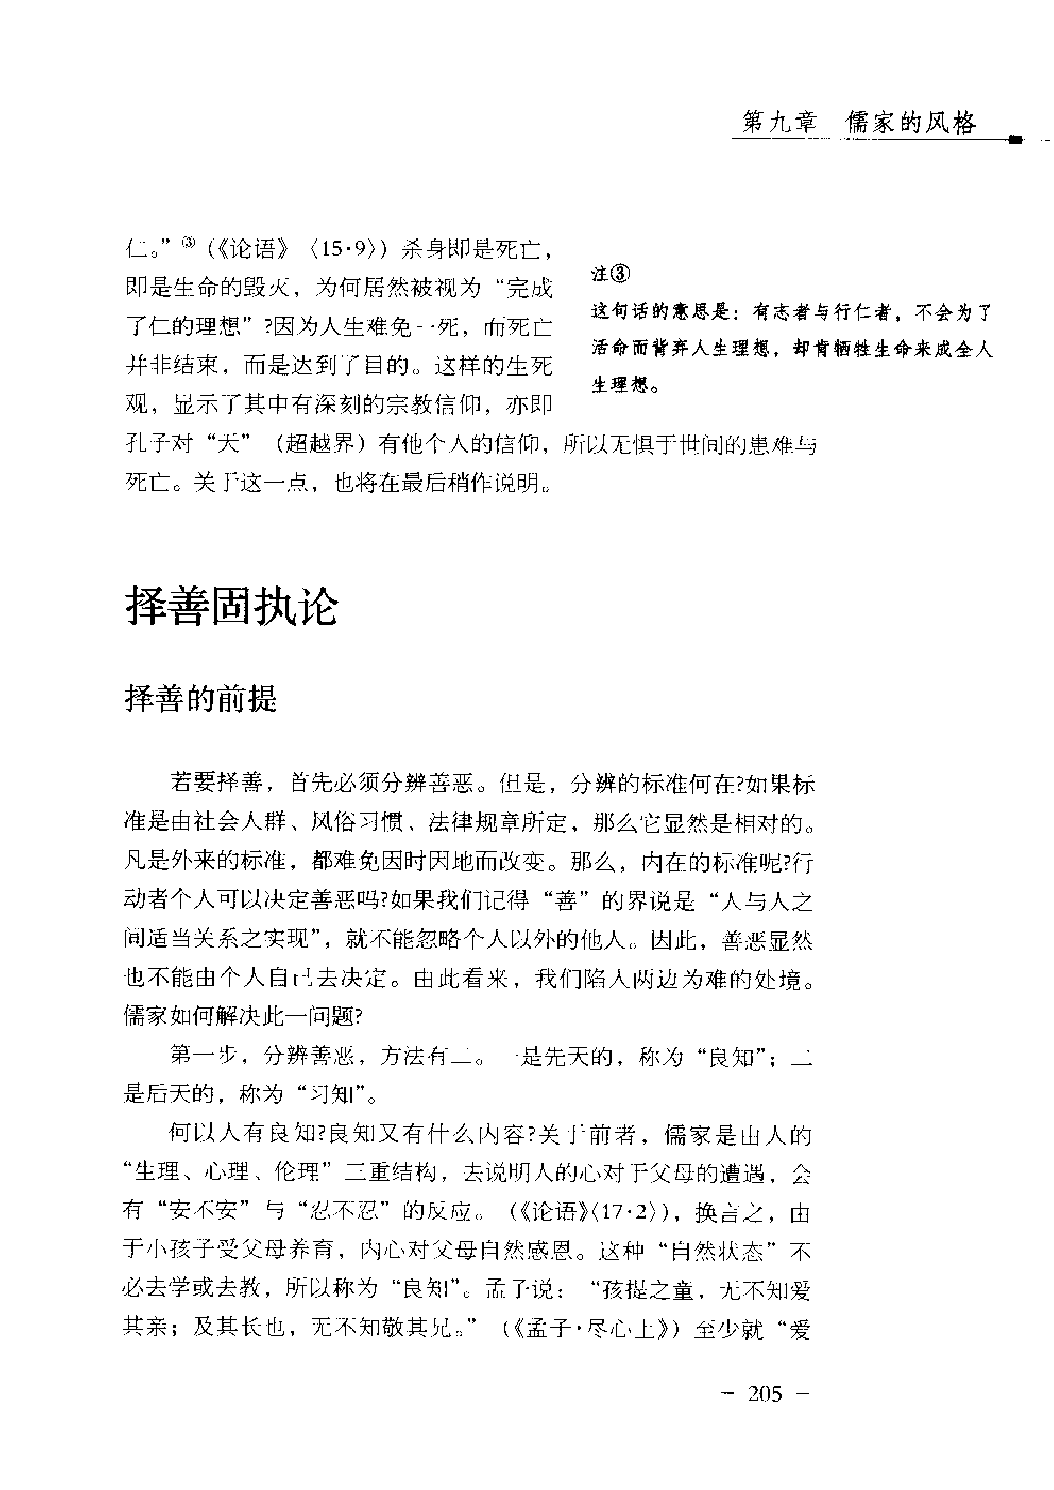 第九章 儒家的风格
仁。”③（《论语》〈15·9〉）杀身即是死亡，
即是生命的毁灭，为何居然被视为“完成
了仁的理想”?因为人生难免一死，而死亡
并非结束，而是达到了目的。这样的生死
观，显示了其中有深刻的宗教信仰，亦即
孔子对“天”（超越界）有他个人的信仰，所以无惧于世间的患难与
死亡。关于这一点，也将在最后稍作说明。
注③
这句话的意思是：有志者与行仁者，不会为了
活命而背弃人生理想，却肯牺牲生命来成全人
生理想。
择善固执论
择善的前提
若要择善，首先必须分辨善恶。但是，分辨的标准何在?如果标
准是由社会人群、风俗习惯、法律规章所定，那么它显然是相对的。
凡是外来的标准，都难免因时因地而改变。那么，内在的标准呢?行
动者个人可以决定善恶吗?如果我们记得“善”的界说是“人与人之
间适当关系之实现”，就不能忽略个人以外的他人。因此，善恶显然
也不能由个人自己去决定。由此看来，我们陷入两边为难的处境。
儒家如何解决此一问题?
第一步，分辨善恶，方法有二。一是先天的，称为“良知”；二
是后天的，称为“习知”。
何以人有良知?良知又有什么内容?关于前者，儒家是由人的
“生理、心理、伦理”三重结构，去说明人的心对于父母的遭遇，会
有“安不安”与“忍不忍”的反应。（《论语》〈17·2〉），换言之，由
于小孩子受父母养育，内心对父母自然感恩。这种“自然状态”不
必去学或去教，所以称为“良知”。孟子说：“孩提之童，无不知爱
其亲；及其长也，无不知敬其兄。”（《孟子·尽心上》）至少就“爱
－ 205 －